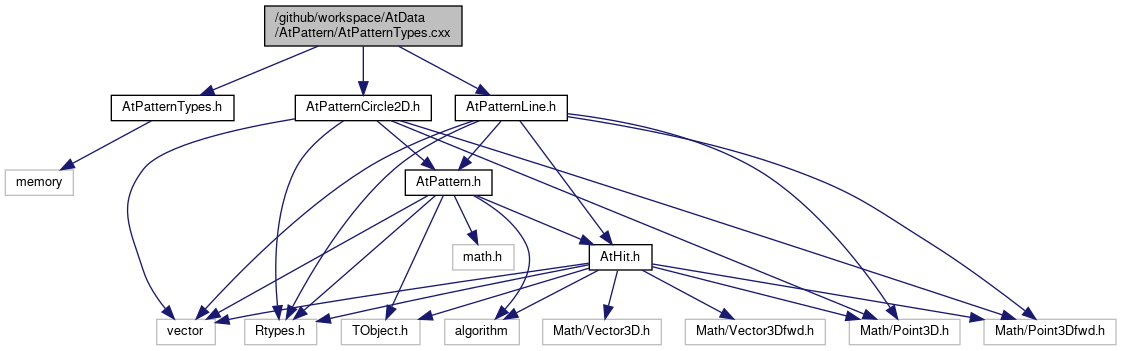 /github/workspace/AtData
/AtPattern/AtPatternTypes.cxx
AtPatternTypes.h
AtPatternCircle2D.h
AtPatternLine.h
memory
AtPattern.h
math.h
AtHit.h
vector
Rtypes.h
TObject.h
algorithm
Math/Vector3D.h
Math/Vector3Dfwd.h
Math/Point3D.h
Math/Point3Dfwd.h